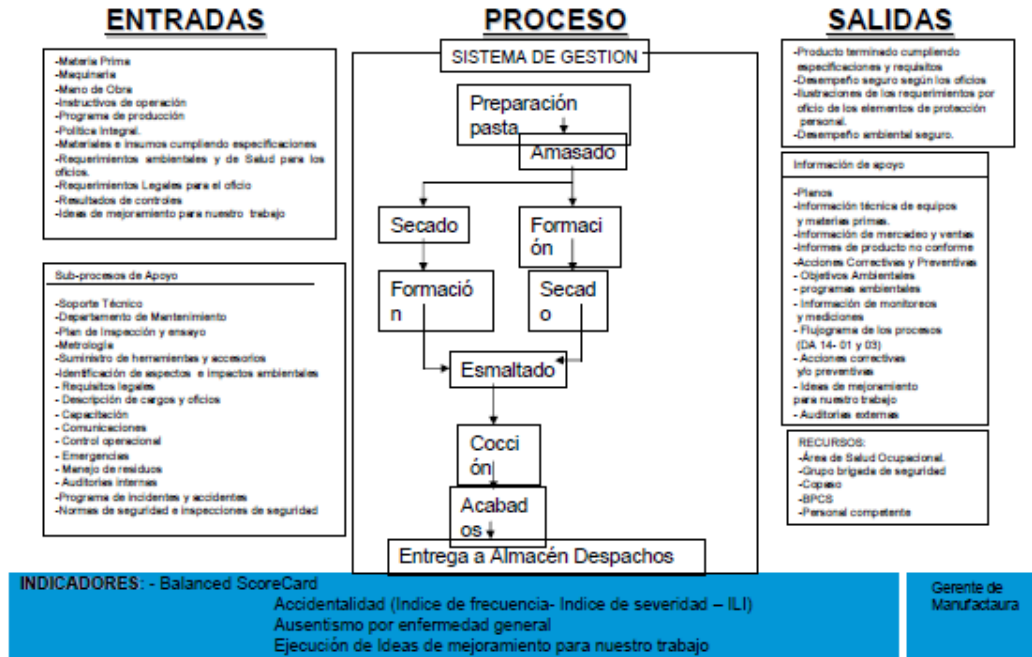 ENTRADAS
-Materia Prima
-Maquinaria
-Mano de Obra
-Instructivos de operación
-Programa de producción
-Política Integral.
-Materiales e insumos cumpliendo especificaciones
-Requerimientos ambientales y de Salud para los
oficios.
-Requerimientos Legales para el oficio
-Resultados de controles
-Ideas de mejoramiento para nuestro trabajo
Sub-procesos de Apoyo
-Soporte Técnico
-Departamento de Mantenimiento
-Plan de Inspección y ensayo
-Metrología
-Suministro de herramientas y accesorios
-Identificación de aspectos e impactos ambientales
- Requisitos legales
- Descripción de cargos y oficios
- Capacitación
- Comunicaciones
- Control operacional
- Emergencias
- Manejo de residuos
- Auditorias internas
-Programa de incidentes y accidentes
-Normas de seguridad e inspecciones de seguridad
PROCESO
SISTEMA DE GESTION
Preparación
pasta
Amasado
Secado
Formaci
ón
Formació
n
Secad
o
Esmaltado
Cocci
ón
Acabad
os
Entrega a Almacén Despachos
SALIDAS
-Producto terminado cumpliendo
especificaciones y requisitos
-Desempeño seguro según los oficios
-Ilustraciones de los requerimientos por
oficio de los elementos de protección
personal.
-Desempeño ambiental seguro.
Información de apoyo
-Planos
-Información técnica de equipos
y materias primas.
-Información de mercadeo y ventas
-Informes de producto no conforme
-Acciones Correctivas y Preventivas
- Objetivos Ambientales
- programas ambientales
- Información de monitoreos
y mediciones
- Flujograma de los procesos
(DA 14- 01 y 03)
- Acciones correctivas
y/o preventivas
- Ideas de mejoramiento
para nuestro trabajo
- Auditorias externas
RECURSOS:
-Área de Salud Ocupacional.
-Grupo brigada de seguridad
-Copaso
-BPCS
-Personal competente
INDICADORES: - Balanced ScoreCard
Accidentalidad (Indice de frecuencia- Indice de severidad – ILI)
Ausentismo por enfermedad general
Ejecución de Ideas de mejoramiento para nuestro trabajo
Gerente de
Manufactaura